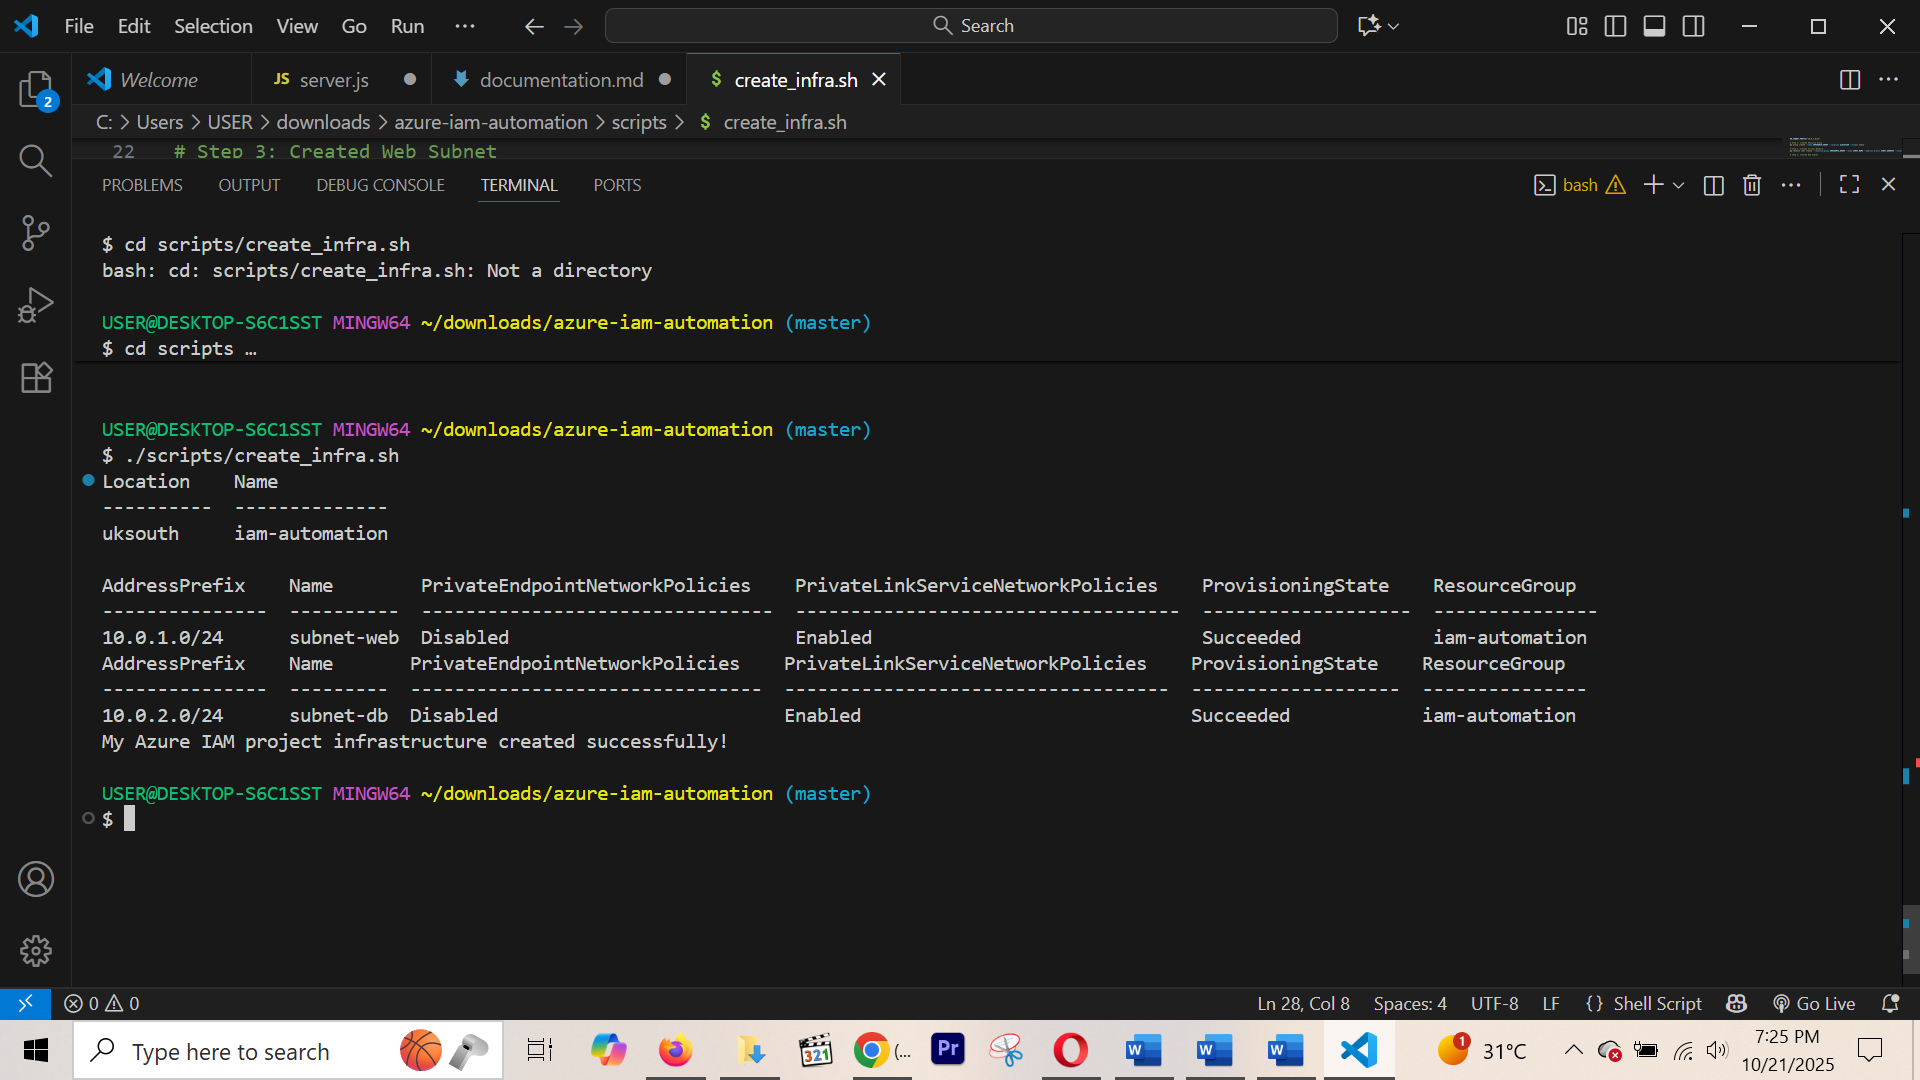 File Edit Selection View Go Run ··· Search
Welcome JS server.js documentation.md $ create_infra.sh
2
C: > Users > USER > downloads > azure-iam-automation > scripts > $ create_infra.sh
22 # Step 3: Created Web Subnet
PROBLEMS OUTPUT DEBUG CONSOLE TERMINAL PORTS bash
$ cd scripts/create_infra.sh
bash: cd: scripts/create_infra.sh: Not a directory
USER@DESKTOP-S6C1SST MINGW64 ~/downloads/azure-iam-automation (master)
$ cd scripts …
USER@DESKTOP-S6C1SST MINGW64 ~/downloads/azure-iam-automation (master)
$ ./scripts/create_infra.sh
Location Name
---------- --------------
uksouth iam-automation
AddressPrefix Name PrivateEndpointNetworkPolicies PrivateLinkServiceNetworkPolicies ProvisioningState ResourceGroup
--------------- ---------- -------------------------------- ----------------------------------- ------------------- ---------------
10.0.1.0/24 subnet-web Disabled Enabled Succeeded iam-automation
AddressPrefix Name PrivateEndpointNetworkPolicies PrivateLinkServiceNetworkPolicies ProvisioningState ResourceGroup
--------------- --------- -------------------------------- ----------------------------------- ------------------- ---------------
10.0.2.0/24 subnet-db Disabled Enabled Succeeded iam-automation
My Azure IAM project infrastructure created successfully!
USER@DESKTOP-S6C1SST MINGW64 ~/downloads/azure-iam-automation (master)
$
0 0 Ln 28, Col 8 Spaces: 4 UTF-8 LF {} Shell Script Go Live
Type here to search 321 (... Pr W W W 1 31°C 7:25 PM
10/21/2025